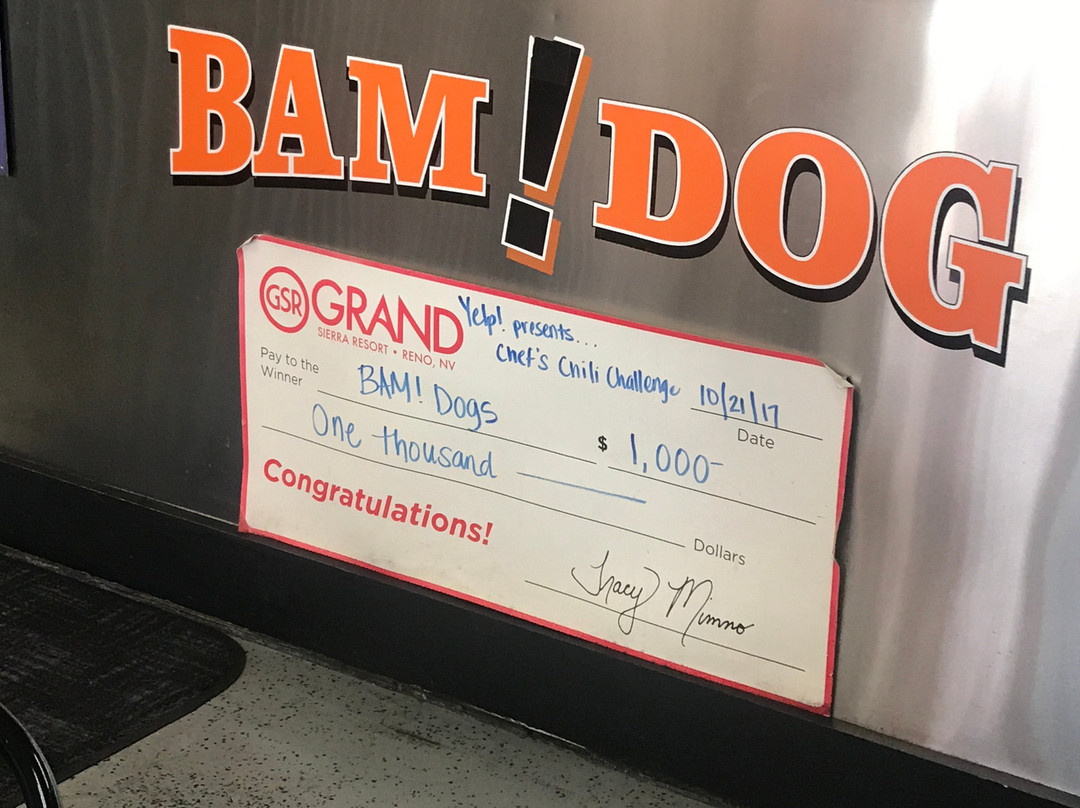 BAM! DOG
GSR GRAND
SIERRA RESORT • RENO, NV
Yelp! presents...
Chef's Chili Challenge 10/21/17
Date
Pay to the
Winner
BAM! Dogs
$ 1,000-
One thousand
Dollars
Congratulations!
Tracy Mimno